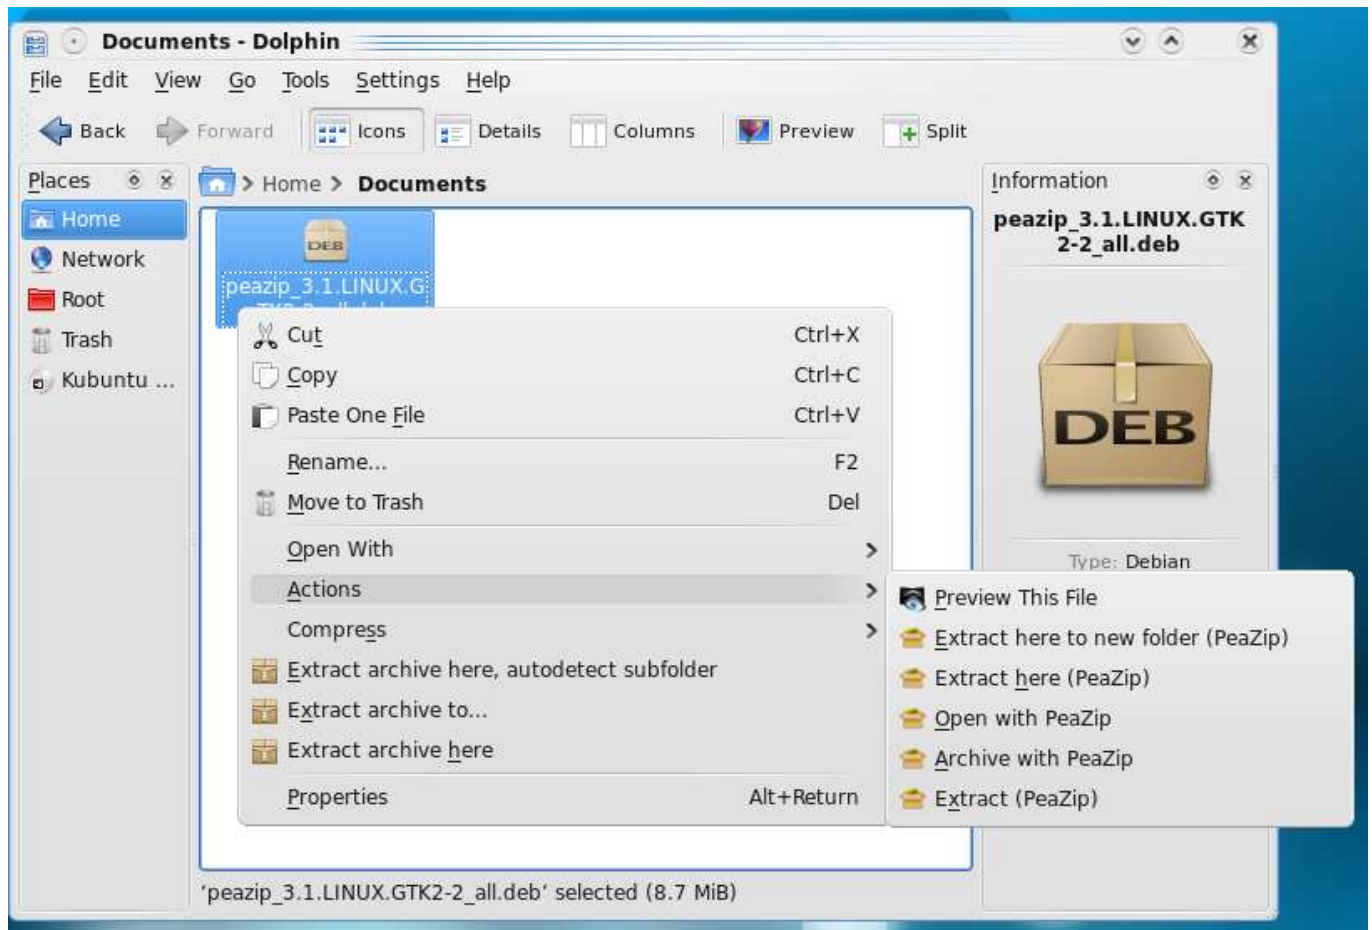 Documents - Dolphin
File Edit View Go Tools Settings Help
Back Forward Icons Details Columns Preview Split
Places
Home
Network
Root
Trash
Kubuntu ...
> Home > Documents
DEB
peazip_3.1.LINUX.G
Cut Ctrl+X
Copy Ctrl+C
Paste One File Ctrl+V
Rename... F2
Move to Trash Del
Open With
Actions
Compress
Extract archive here, autodetect subfolder
Extract archive to...
Extract archive here
Properties Alt+Return
Preview This File
Extract here to new folder (PeaZip)
Extract here (PeaZip)
Open with PeaZip
Archive with PeaZip
Extract (PeaZip)
Information
peazip_3.1.LINUX.GTK
2-2_all.deb
DEB
Type: Debian
'peazip_3.1.LINUX.GTK2-2_all.deb' selected (8.7 MiB)